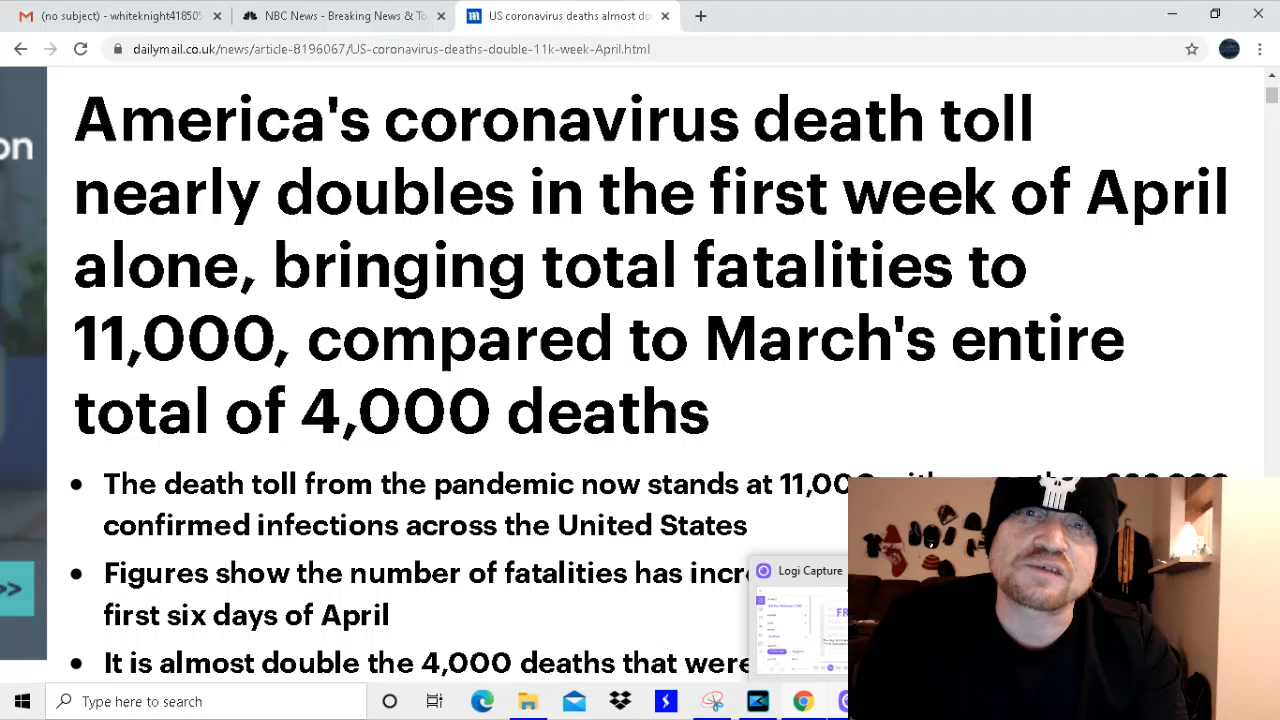 (no subject) - whiteknight41850
NBC News - Breaking News & To
US coronavirus deaths almost do
dailymail.co.uk/news/article-8196067/US-coronavirus-deaths-double-11k-week-April.html
on
America's coronavirus death toll
nearly doubles in the first week of April
alone, bringing total fatalities to
11,000, compared to March's entire
total of 4,000 deaths
The death toll from the pandemic now stands at 11,000
confirmed infections across the United States
Figures show the number of fatalities has incre
first six days of April
It is almost double the 4,000 deaths that were
>>
Logi Capture
Type here to search